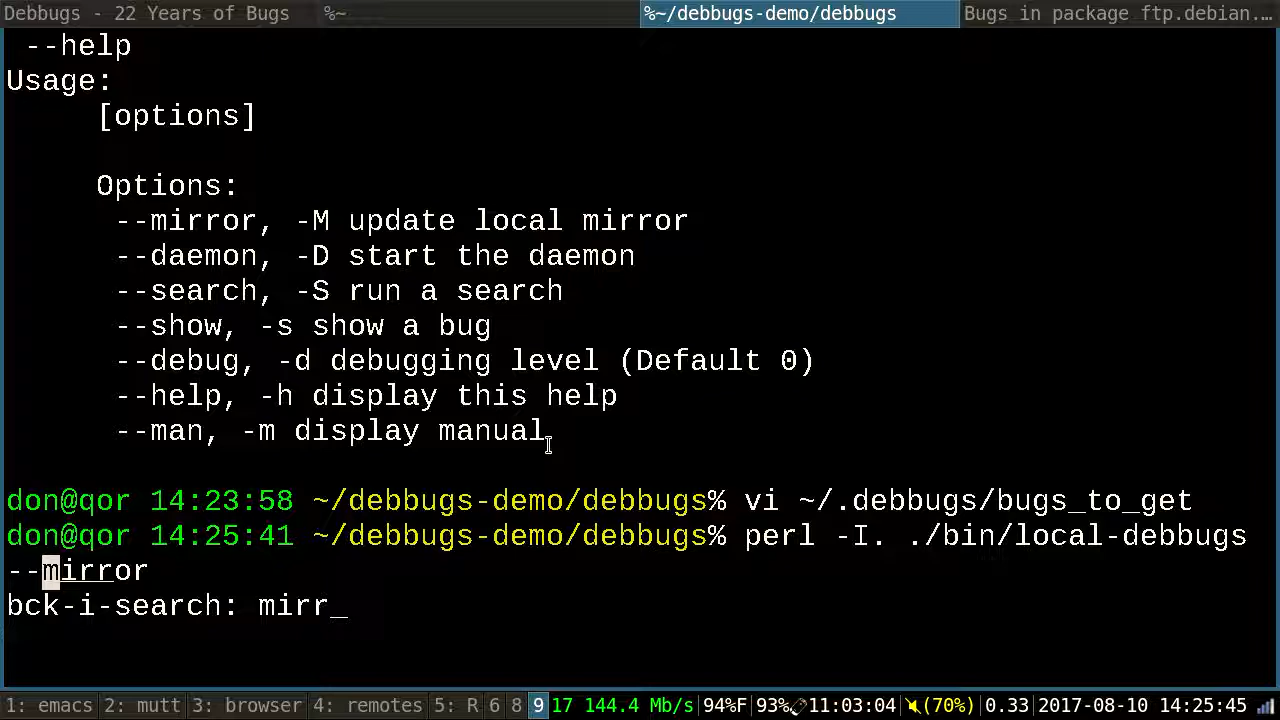 Debbugs - 22 Years of Bugs %~ %~/debbugs-demo/debbugs Bugs in package ftp.debian.…
--help
Usage:
[options]
Options:
--mirror, -M update local mirror
--daemon, -D start the daemon
--search, -S run a search
--show, -s show a bug
--debug, -d debugging level (Default 0)
--help, -h display this help
--man, -m display manual
don@qor 14:23:58 ~/debbugs-demo/debbugs% vi ~/.debbugs/bugs_to_get
don@qor 14:25:41 ~/debbugs-demo/debbugs% perl -I. ./bin/local-debbugs
--mirror
bck-i-search: mirr_
1: emacs 2: mutt 3: browser 4: remotes 5: R 6 8 9 17 144.4 Mb/s 94%F 93% 11:03:04 (70%) 0.33 2017-08-10 14:25:45